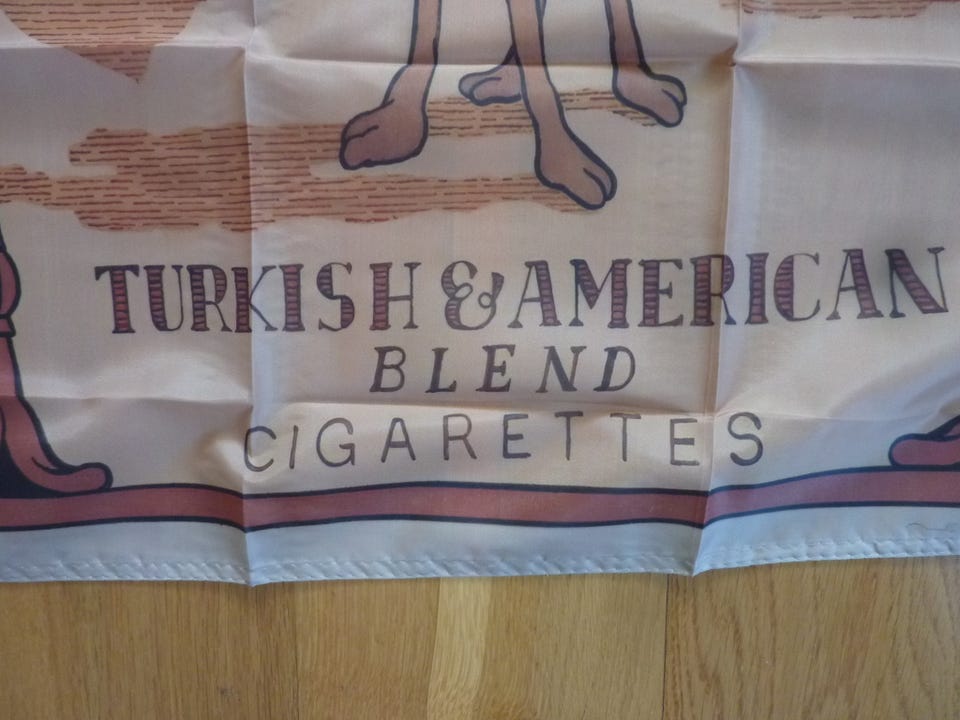 TURKISH & AMERICAN
BLEND
CIGARETTES